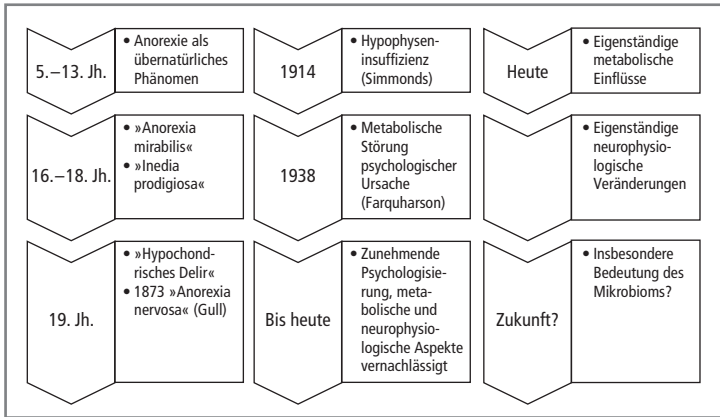 5.–13. Jh.
• Anorexie als
übernatürliches
Phänomen
16.–18. Jh.
• »Anorexia
mirabilis«
• »Inedia
prodigiosa«
19. Jh.
• »Hypochond-
risches Delir«
• 1873 »Anorexia
nervosa« (Gull)
1914
• Hypophysen-
insuffizienz
(Simmonds)
1938
• Metabolische
Störung
psychologischer
Ursache
(Farquharson)
Bis heute
• Zunehmende
Psychologisie-
rung, meta-
bolische und
neurophysio-
logische Aspekte
vernachlässigt
Heute
• Eigenständige
metabolische
Einflüsse
• Eigenständige
neurophysio-
logische
Veränderungen
Zukunft?
• Insbesondere
Bedeutung des
Mikrobioms?